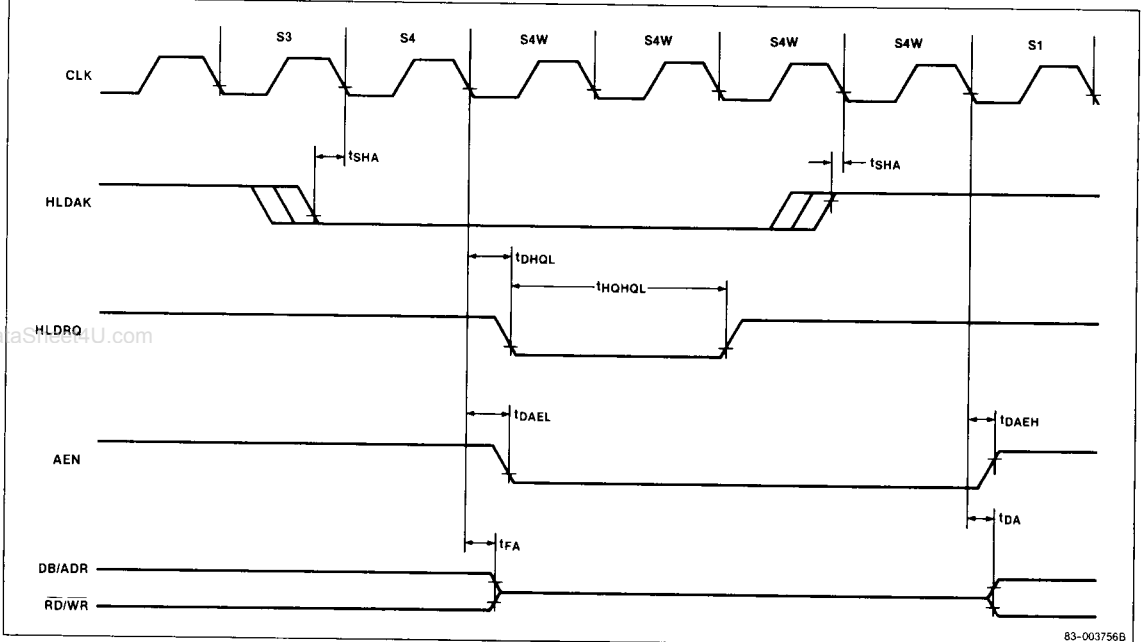 S3 S4 S4W S4W S4W S4W S1
CLK
tSHA tSHA
HLDAK
tDHQL
tHQHQL
HLDRQ
ataSheet4U.com
tDAEL tDAEH
AEN
tDA
tFA
DB/ADR
RD/WR
83-003756B